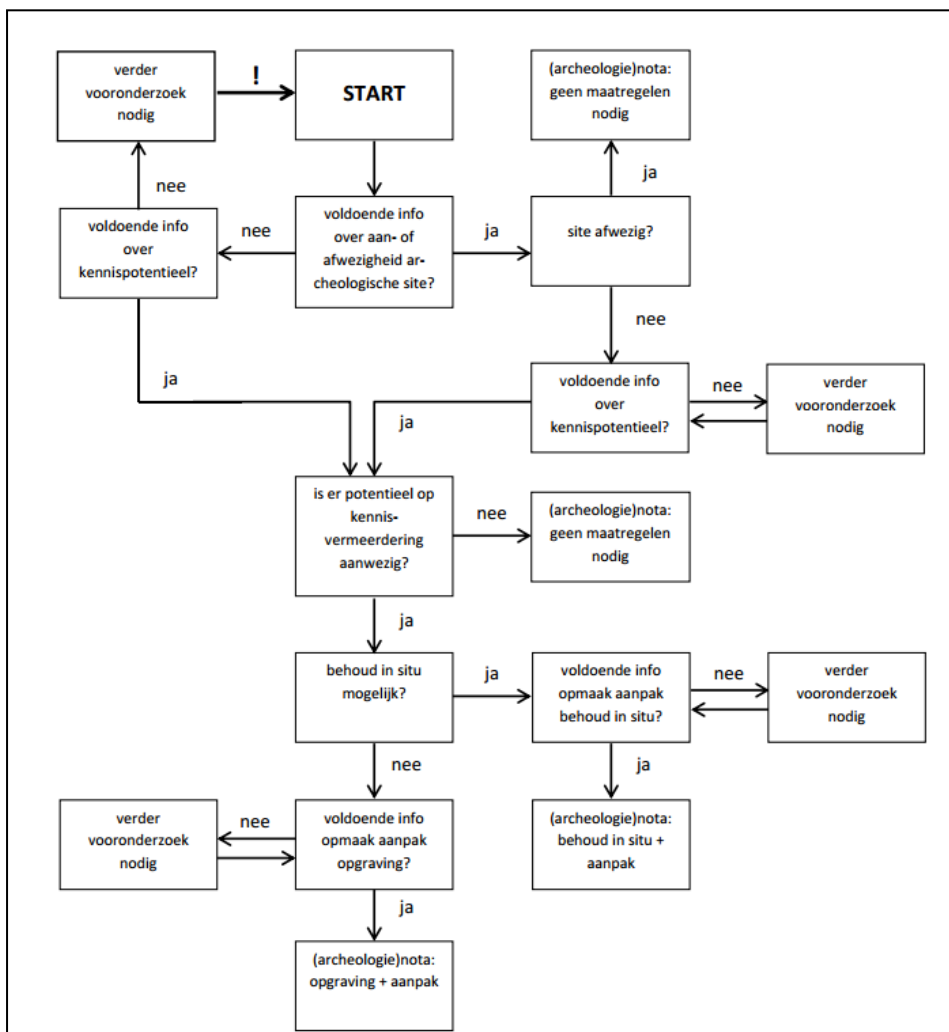 verder
vooronderzoek
nodig
!
START
(archeologie)nota:
geen maatregelen
nodig
nee
ja
voldoende info
over
kennispotentieel?
nee
voldoende info
over aan- of
afwezigheid ar-
cheologische site?
ja
site afwezig?
nee
ja
voldoende info
over
kennispotentieel?
nee
verder
vooronderzoek
nodig
ja
is er potentieel op
kennis-
vermeerdering
aanwezig?
nee
(archeologie)nota:
geen maatregelen
nodig
ja
behoud in situ
mogelijk?
ja
voldoende info
opmaak aanpak
behoud in situ?
nee
verder
vooronderzoek
nodig
nee
ja
verder
vooronderzoek
nodig
nee
voldoende info
opmaak aanpak
opgraving?
(archeologie)nota:
behoud in situ +
aanpak
ja
(archeologie)nota:
opgraving + aanpak